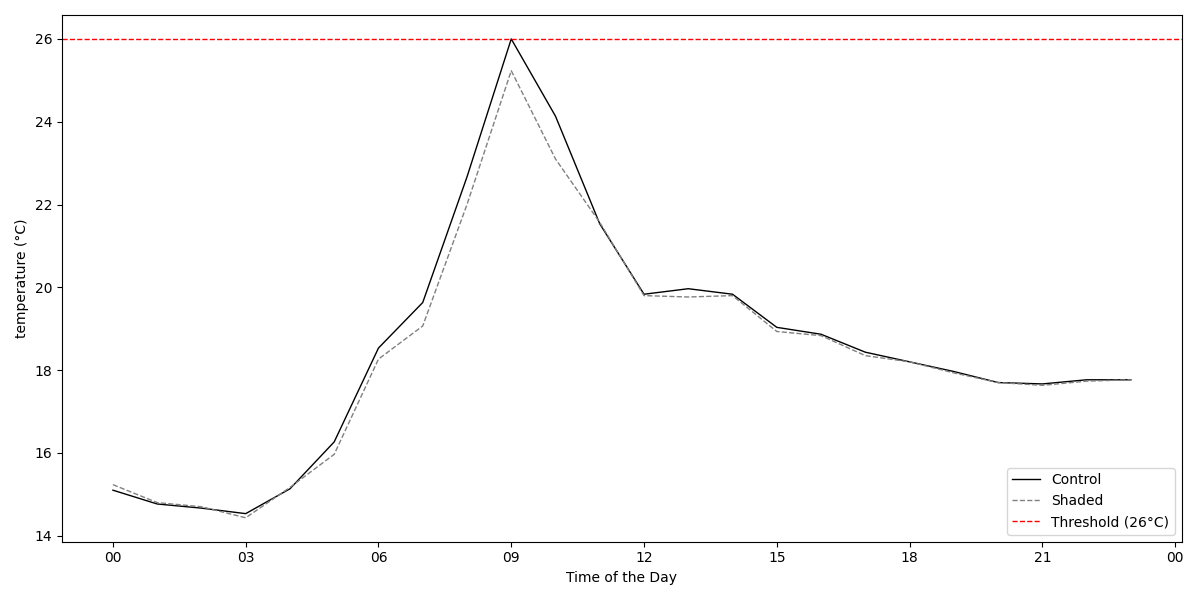 26
24
22
20
18
16
14
temperature (°C)
00 03 06 09 12 15 18 21 00
Time of the Day
Control
Shaded
Threshold (26°C)